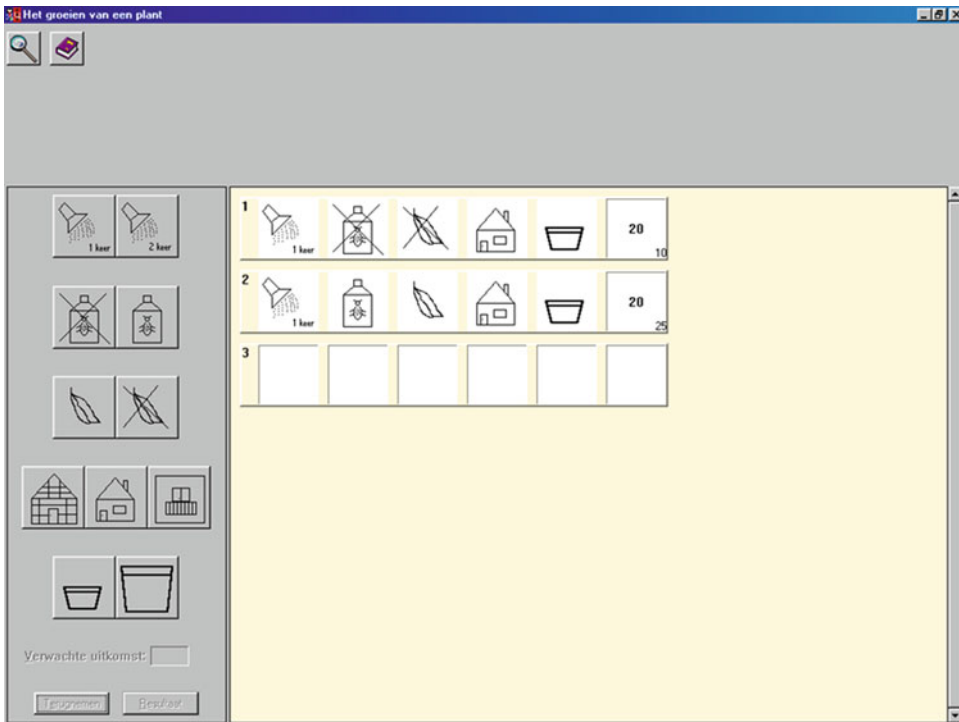 Het groeien van een plant
1 keer
2 keer
1
1 keer
20
10
2
1 keer
20
25
3
Verwachte uitkomst:
Terugnemen
Resultaat